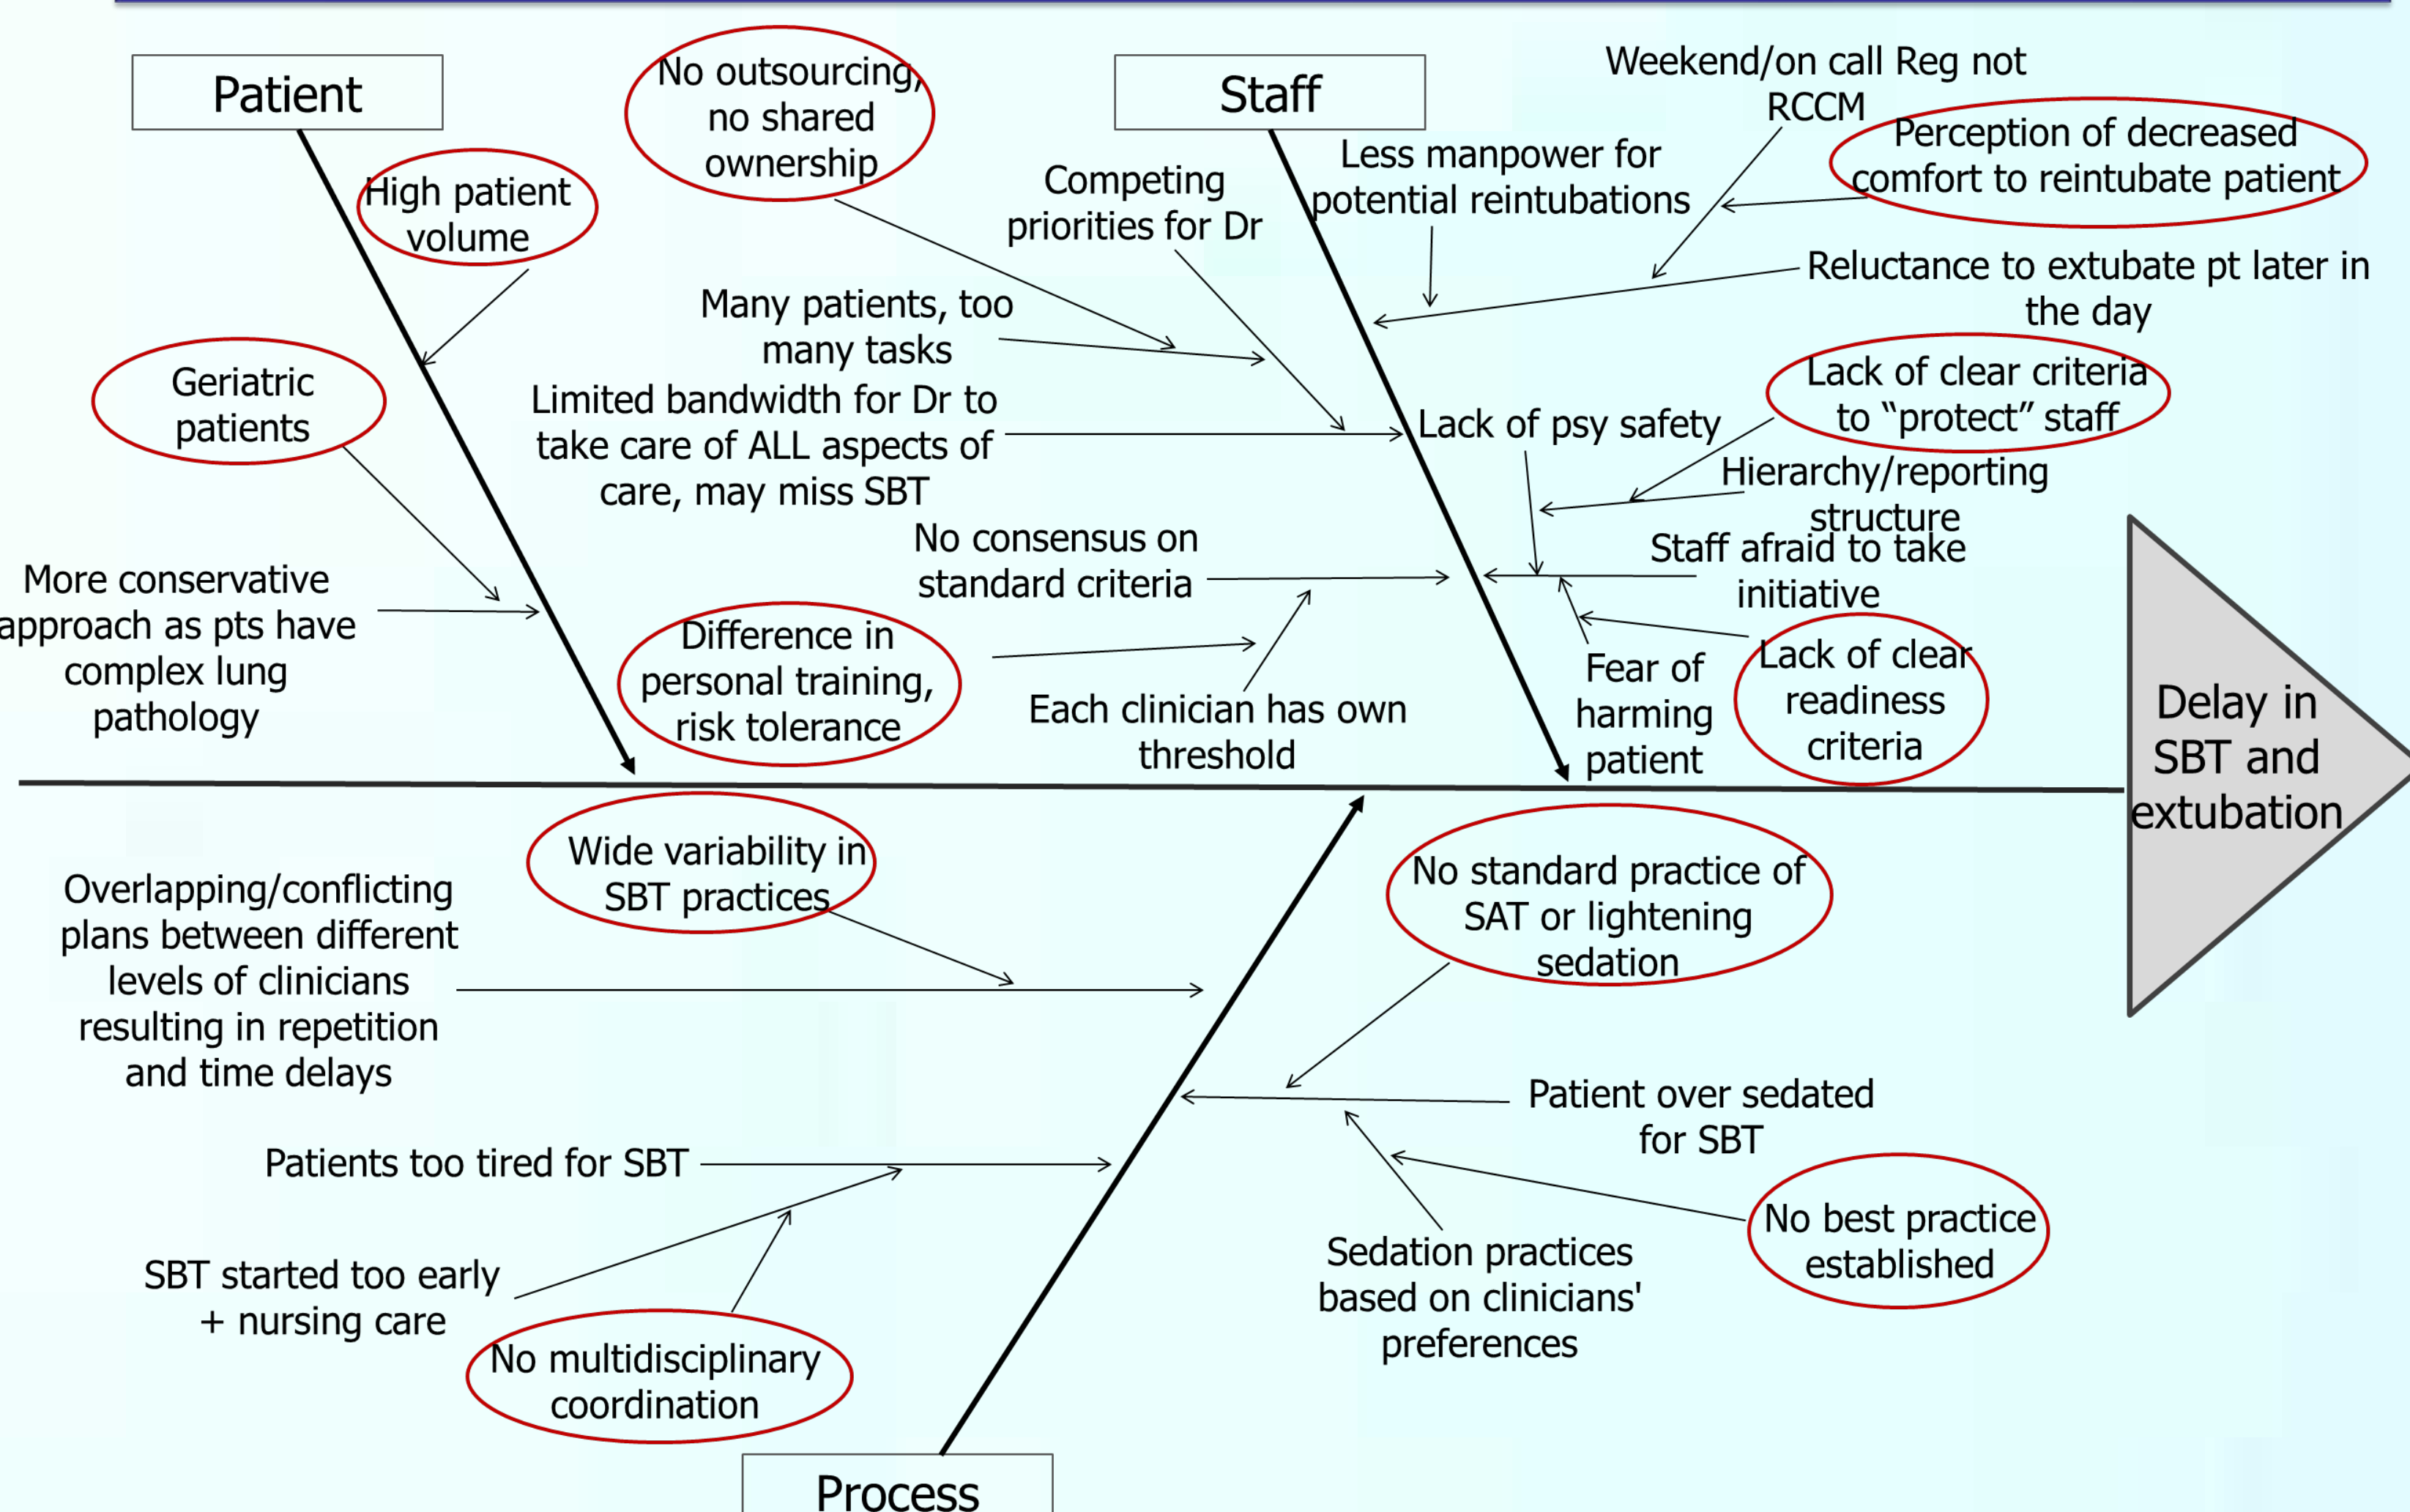 Patient
High patient
volume
Geriatric
patients
More conservative
approach as pts have
complex lung
pathology
No outsourcing,
no shared
ownership
Staff
Competing
priorities for Dr
Many patients, too
many tasks
Limited bandwidth for Dr to
take care of ALL aspects of
care, may miss SBT
No consensus on
standard criteria
Difference in
personal training,
risk tolerance
Each clinician has own
threshold
Weekend/on call Reg not
RCCM
Less manpower for
potential reintubations
Perception of decreased
comfort to reintubate patient
Reluctance to extubate pt later in
the day
Lack of clear criteria
to “protect” staff
Lack of psy safety
Hierarchy/reporting
structure
Staff afraid to take
initiative
Fear of
harming
patient
Lack of clear
readiness
criteria
Delay in
SBT and
extubation
Wide variability in
SBT practices
Overlapping/conflicting
plans between different
levels of clinicians
resulting in repetition
and time delays
No standard practice of
SAT or lightening
sedation
Patient over sedated
for SBT
Patients too tired for SBT
No best practice
established
Sedation practices
based on clinicians'
preferences
SBT started too early
+ nursing care
No multidisciplinary
coordination
Process